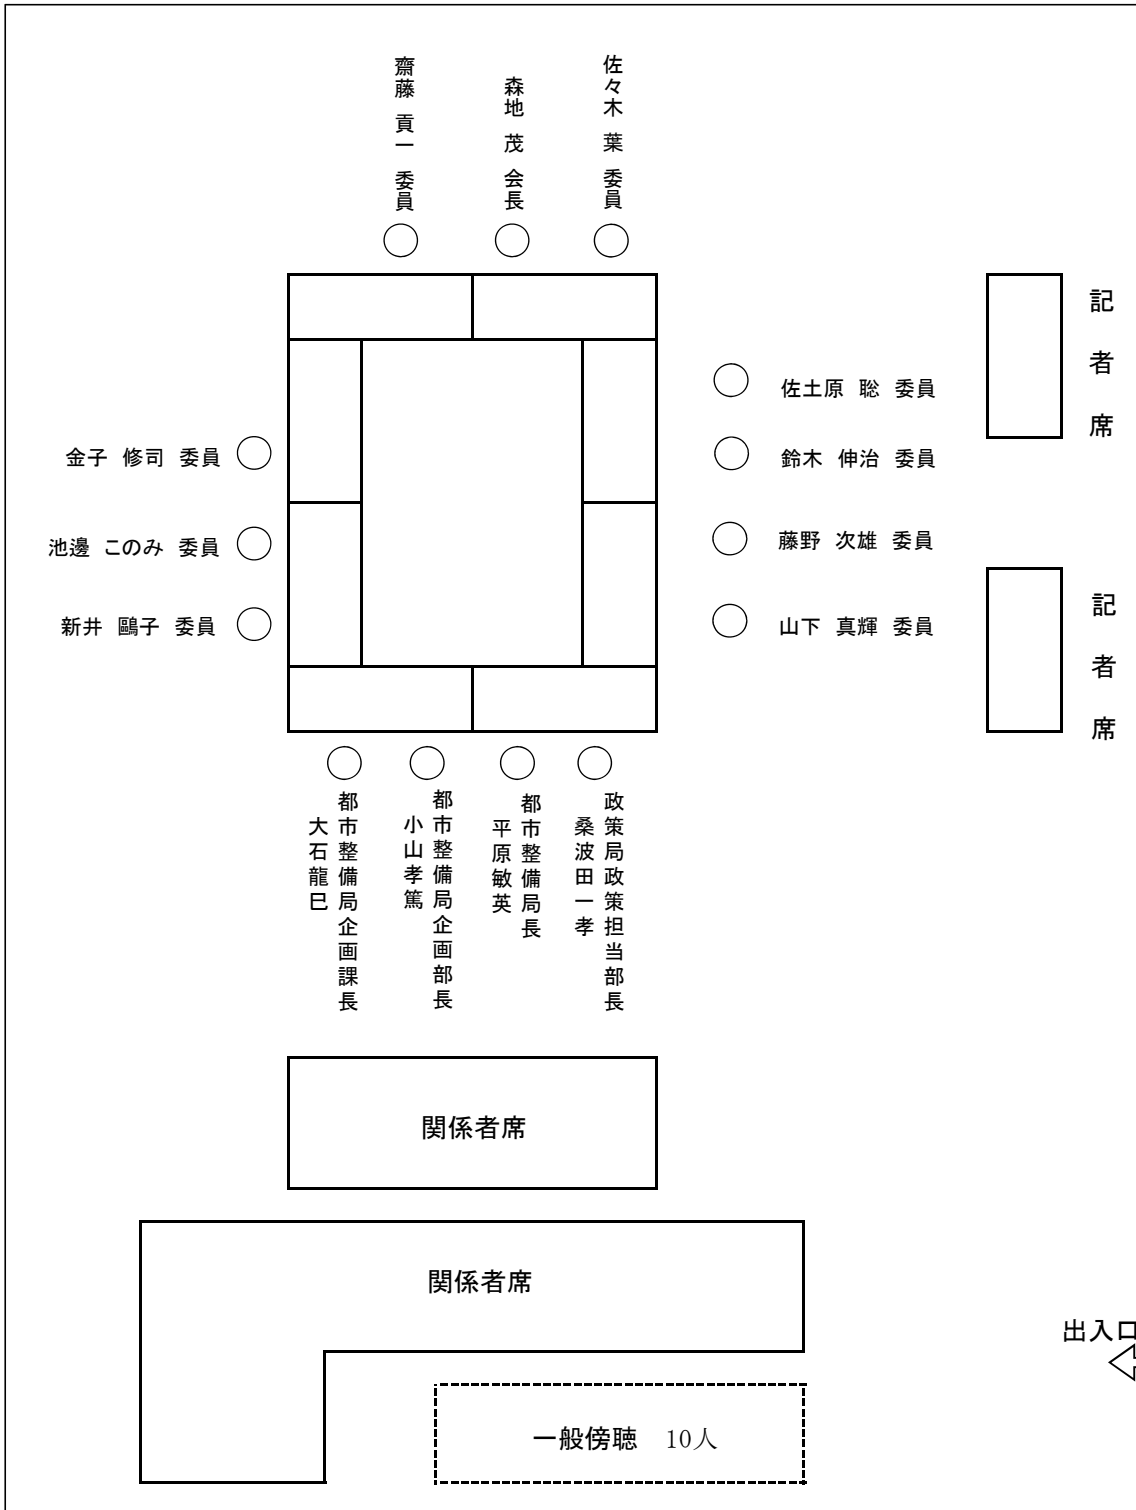 齋藤 貢一 委員
森地 茂 会長
佐々木 葉 委員
記者席
佐土原 聡 委員
金子 修司 委員
鈴木 伸治 委員
池邊 このみ 委員
藤野 次雄 委員
新井 鷗子 委員
山下 真輝 委員
記者席
都市整備局企画課長
大石龍巳
都市整備局企画部長
小山孝篤
都市整備局長
平原敏英
政策局政策担当部長
桑波田一孝
関係者席
関係者席
出入口
一般傍聴 10人